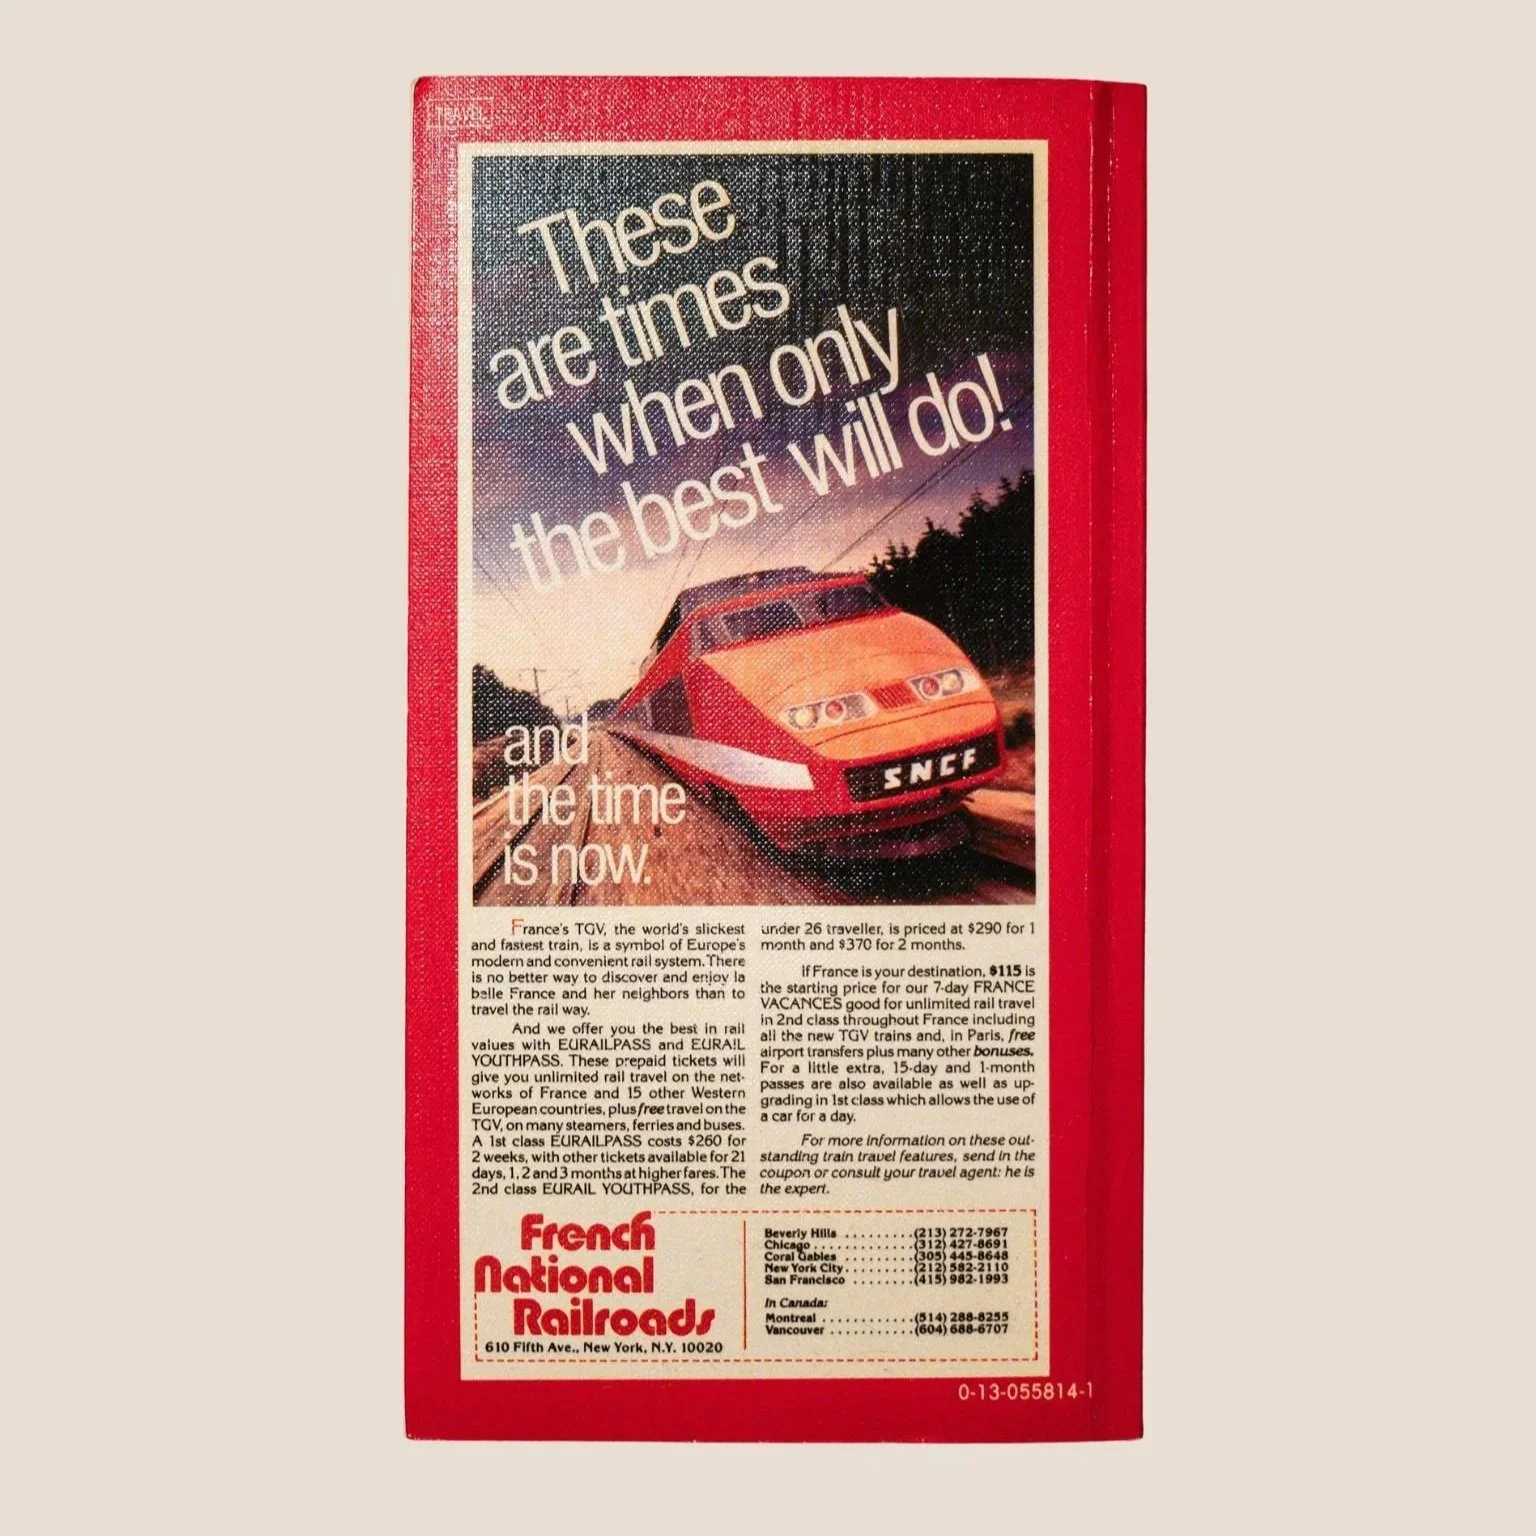 TRAVEL
These
are times
when only
the best will do!
SNCF
and
the time
is now.
France's TGV, the world's slickest
and fastest train, is a symbol of Europe's
modern and convenient rail system. There
is no better way to discover and enjoy la
belle France and her neighbors than to
travel the rail way.
And we offer you the best in rail
values with EURAILPASS and EURAIL
YOUTHPASS. These prepaid tickets will
give you unlimited rail travel on the net-
works of France and 15 other Western
European countries, plus free travel on the
TGV, on many steamers, ferries and buses.
A 1st class EURAILPASS costs $260 for
2 weeks, with other tickets available for 21
days, 1, 2 and 3 months at higher fares. The
2nd class EURAIL YOUTHPASS, for the
under 26 traveller, is priced at $290 for 1
month and $370 for 2 months.
If France is your destination, $115 is
the starting price for our 7-day FRANCE
VACANCES good for unlimited rail travel
in 2nd class throughout France including
all the new TGV trains and, in Paris, free
airport transfers plus many other bonuses.
For a little extra, 15-day and 1-month
passes are also available as well as up-
grading in 1st class which allows the use of
a car for a day.
For more information on these out-
standing train travel features, send in the
coupon or consult your travel agent: he is
the expert.
French
National
Railroads
610 Fifth Ave., New York, N.Y. 10020
Beverly Hills .........(213) 272-7967
Chicago............(312) 427-8691
Coral Gables .........(305) 445-8648
New York City.........(212) 582-2110
San Francisco ........(415) 982-1993
In Canada:
Montreal ............(514) 288-8255
Vancouver ...........(604) 688-6707
0-13-055814-1